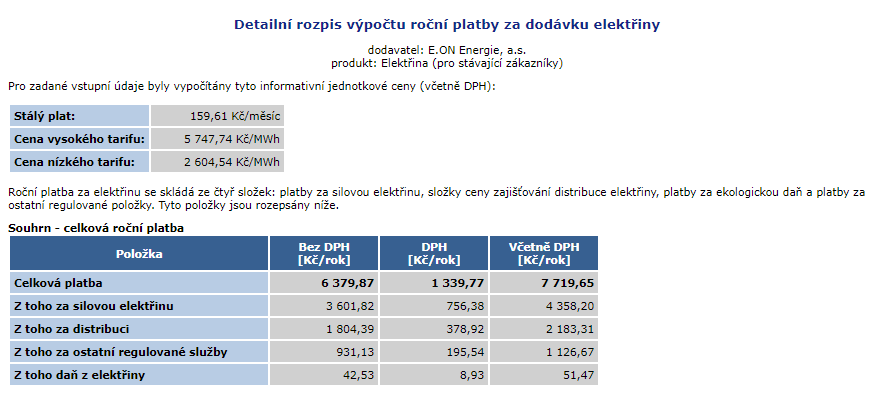 Detailní rozpis výpočtu roční platby za dodávku elektřiny
dodavatel: E.ON Energie, a.s.
produkt: Elektřina (pro stávající zákazníky)
Pro zadané vstupní údaje byly vypočítány tyto informativní jednotkové ceny (včetně DPH):
Stálý plat: 159,61 Kč/měsíc
Cena vysokého tarifu: 5 747,74 Kč/MWh
Cena nízkého tarifu: 2 604,54 Kč/MWh
Roční platba za elektřinu se skládá ze čtyř složek: platby za silovou elektřinu, složky ceny zajišťování distribuce elektřiny, platby za ekologickou daň a platby za
ostatní regulované položky. Tyto položky jsou rozepsány níže.
Souhrn - celková roční platba
Položka Bez DPH [Kč/rok] DPH [Kč/rok] Včetně DPH [Kč/rok]
Celková platba 6 379,87 1 339,77 7 719,65
Z toho za silovou elektřinu 3 601,82 756,38 4 358,20
Z toho za distribuci 1 804,39 378,92 2 183,31
Z toho za ostatní regulované služby 931,13 195,54 1 126,67
Z toho daň z elektřiny 42,53 8,93 51,47